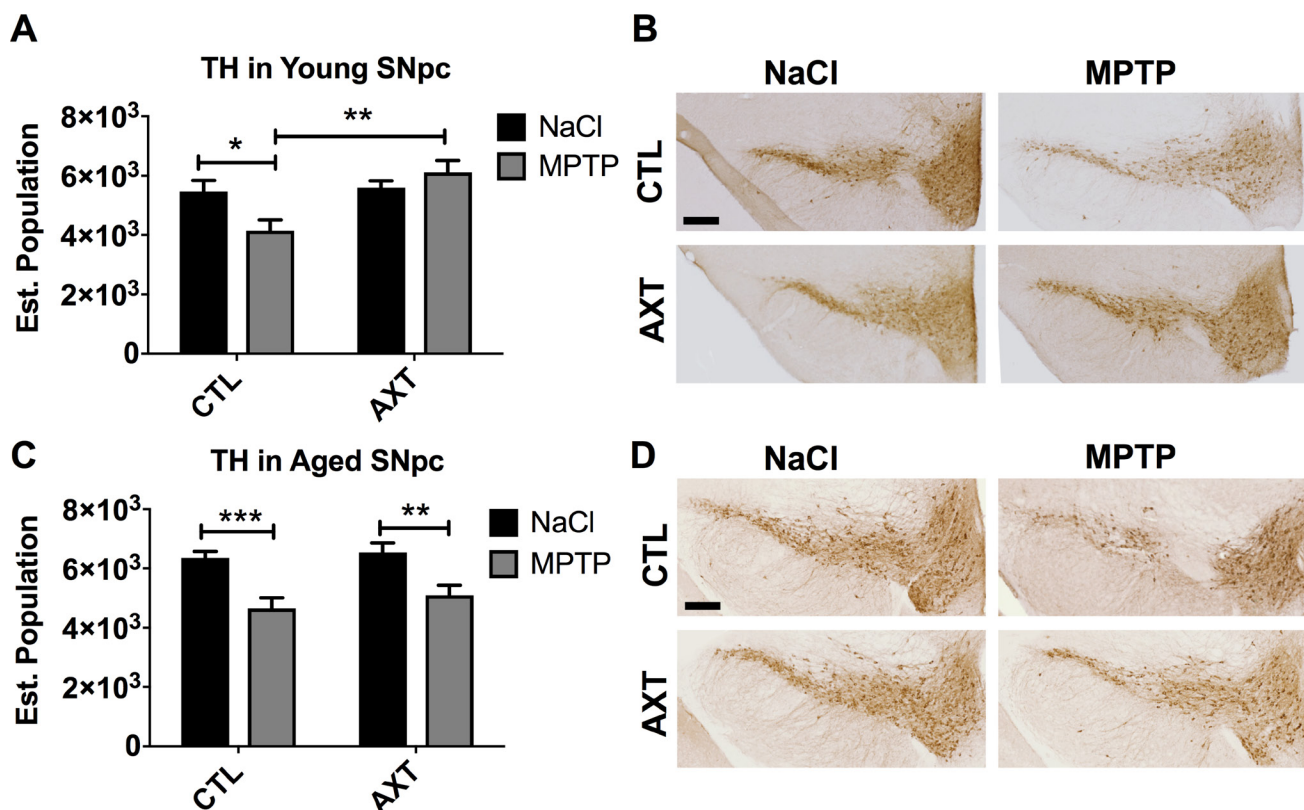 A
TH in Young SNpc
Est. Population
8×10³
6×10³
4×10³
2×10³
0
*
**
NaCl
MPTP
CTL
AXT
B
NaCl
MPTP
CTL
AXT
C
TH in Aged SNpc
Est. Population
8×10³
6×10³
4×10³
2×10³
0
***
**
NaCl
MPTP
CTL
AXT
D
NaCl
MPTP
CTL
AXT